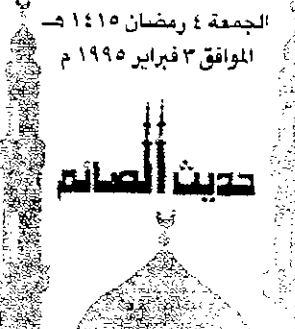 الجمعة ٤ رمضان ١٤١٥ هـ
الموافق ٣ فبراير ١٩٩٥ م
حديث الصائم